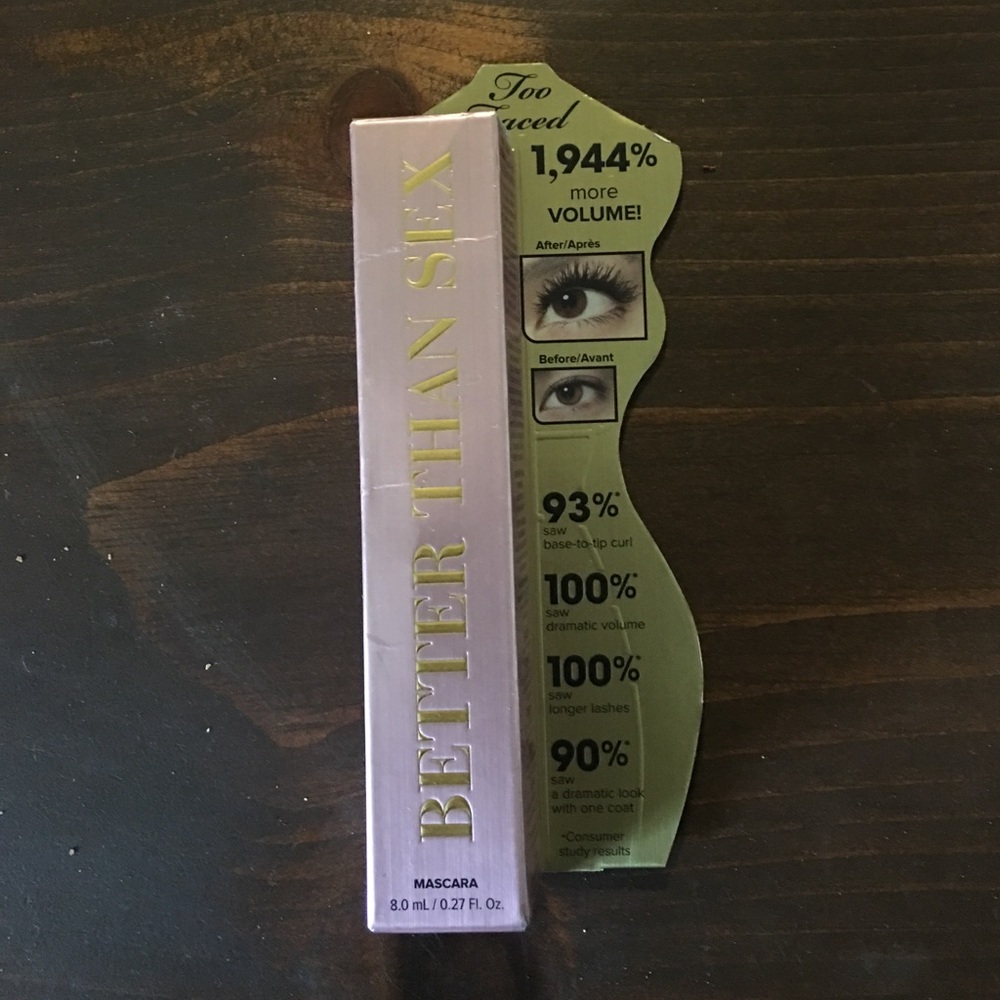 BETTER THAN SEX
MASCARA
8.0 mL / 0.27 Fl. Oz.
Too
Faced
1,944%
more
VOLUME!
After/Après
Before/Avant
93%*
saw
base-to-tip curl
100%*
saw
dramatic volume
100%*
saw
longer lashes
90%*
saw
a dramatic look
with one coat
*Consumer
study results